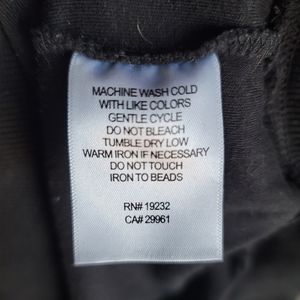 MACHINE WASH COLD
WITH LIKE COLORS
GENTLE CYCLE
DO NOT BLEACH
TUMBLE DRY LOW
WARM IRON IF NECESSARY
DO NOT TOUCH
IRON TO BEADS
RN# 19232
CA# 29961